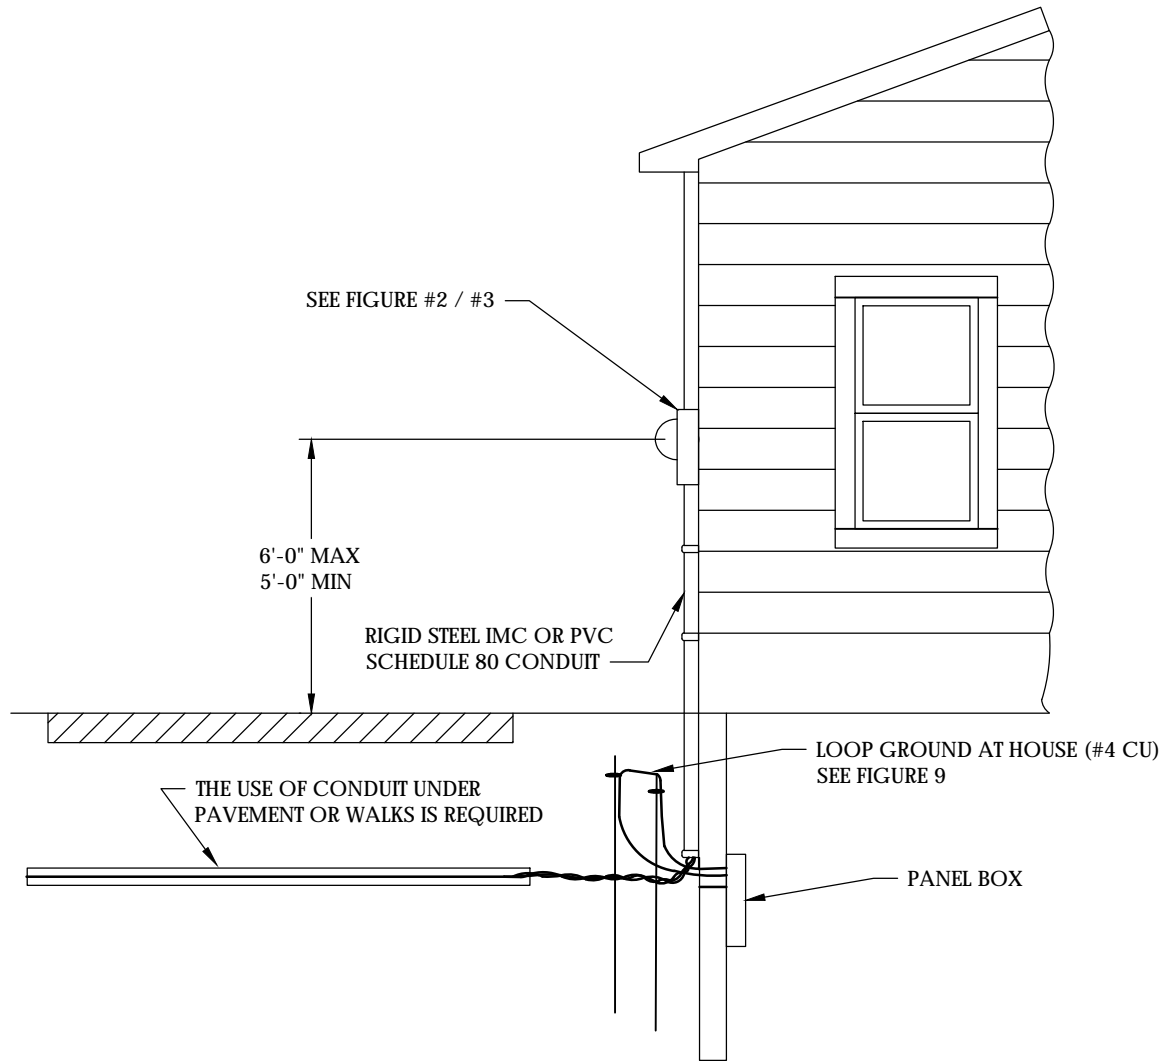 SEE FIGURE #2 / #3
6'-0" MAX
5'-0" MIN
RIGID STEEL IMC OR PVC
SCHEDULE 80 CONDUIT
LOOP GROUND AT HOUSE (#4 CU)
SEE FIGURE 9
THE USE OF CONDUIT UNDER
PAVEMENT OR WALKS IS REQUIRED
PANEL BOX